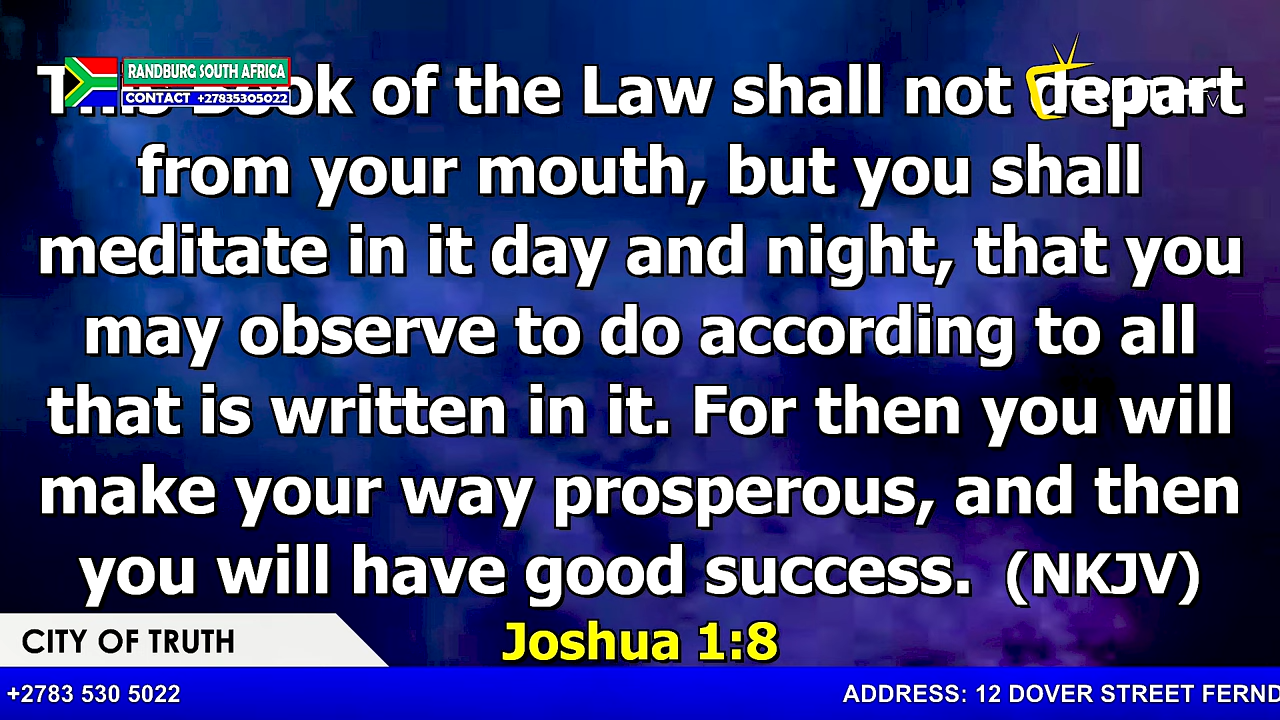 RANDBURG SOUTH AFRICA
CONTACT +27835305022
This Book of the Law shall not depart
from your mouth, but you shall
meditate in it day and night, that you
may observe to do according to all
that is written in it. For then you will
make your way prosperous, and then
you will have good success. (NKJV)
Joshua 1:8
CITY OF TRUTH
+2783 530 5022
ADDRESS: 12 DOVER STREET FERND